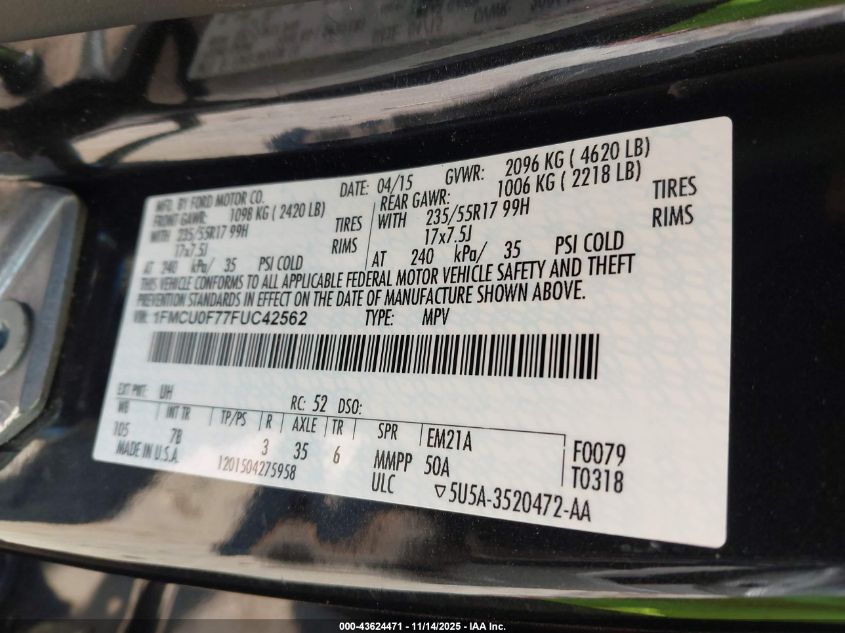 MFD. BY FORD MOTOR CO.
DATE: 04/15 GVWR: 2096 KG ( 4620 LB)
FRONT GAWR: 1098 KG ( 2420 LB) REAR GAWR: 1006 KG ( 2218 LB)
WITH 235/55R17 99H TIRES WITH 235/55R17 99H TIRES
17x7.5J RIMS 17x7.5J RIMS
AT 240 kPa/ 35 PSI COLD AT 240 kPa/ 35 PSI COLD
THIS VEHICLE CONFORMS TO ALL APPLICABLE FEDERAL MOTOR VEHICLE SAFETY AND THEFT
PREVENTION STANDARDS IN EFFECT ON THE DATE OF MANUFACTURE SHOWN ABOVE.
VIN: 1FMCU0F77FUC42562 TYPE: MPV
EXT PNT: UH RC: 52 DSO:
WB INT TR TP/PS R AXLE TR SPR EM21A F0079
105 7B 3 35 6 MMPP 50A T0318
MADE IN U.S.A. 1201504275958 ULC ▽5U5A-3520472-AA
000-43624471 - 11/14/2025 - IAA Inc.